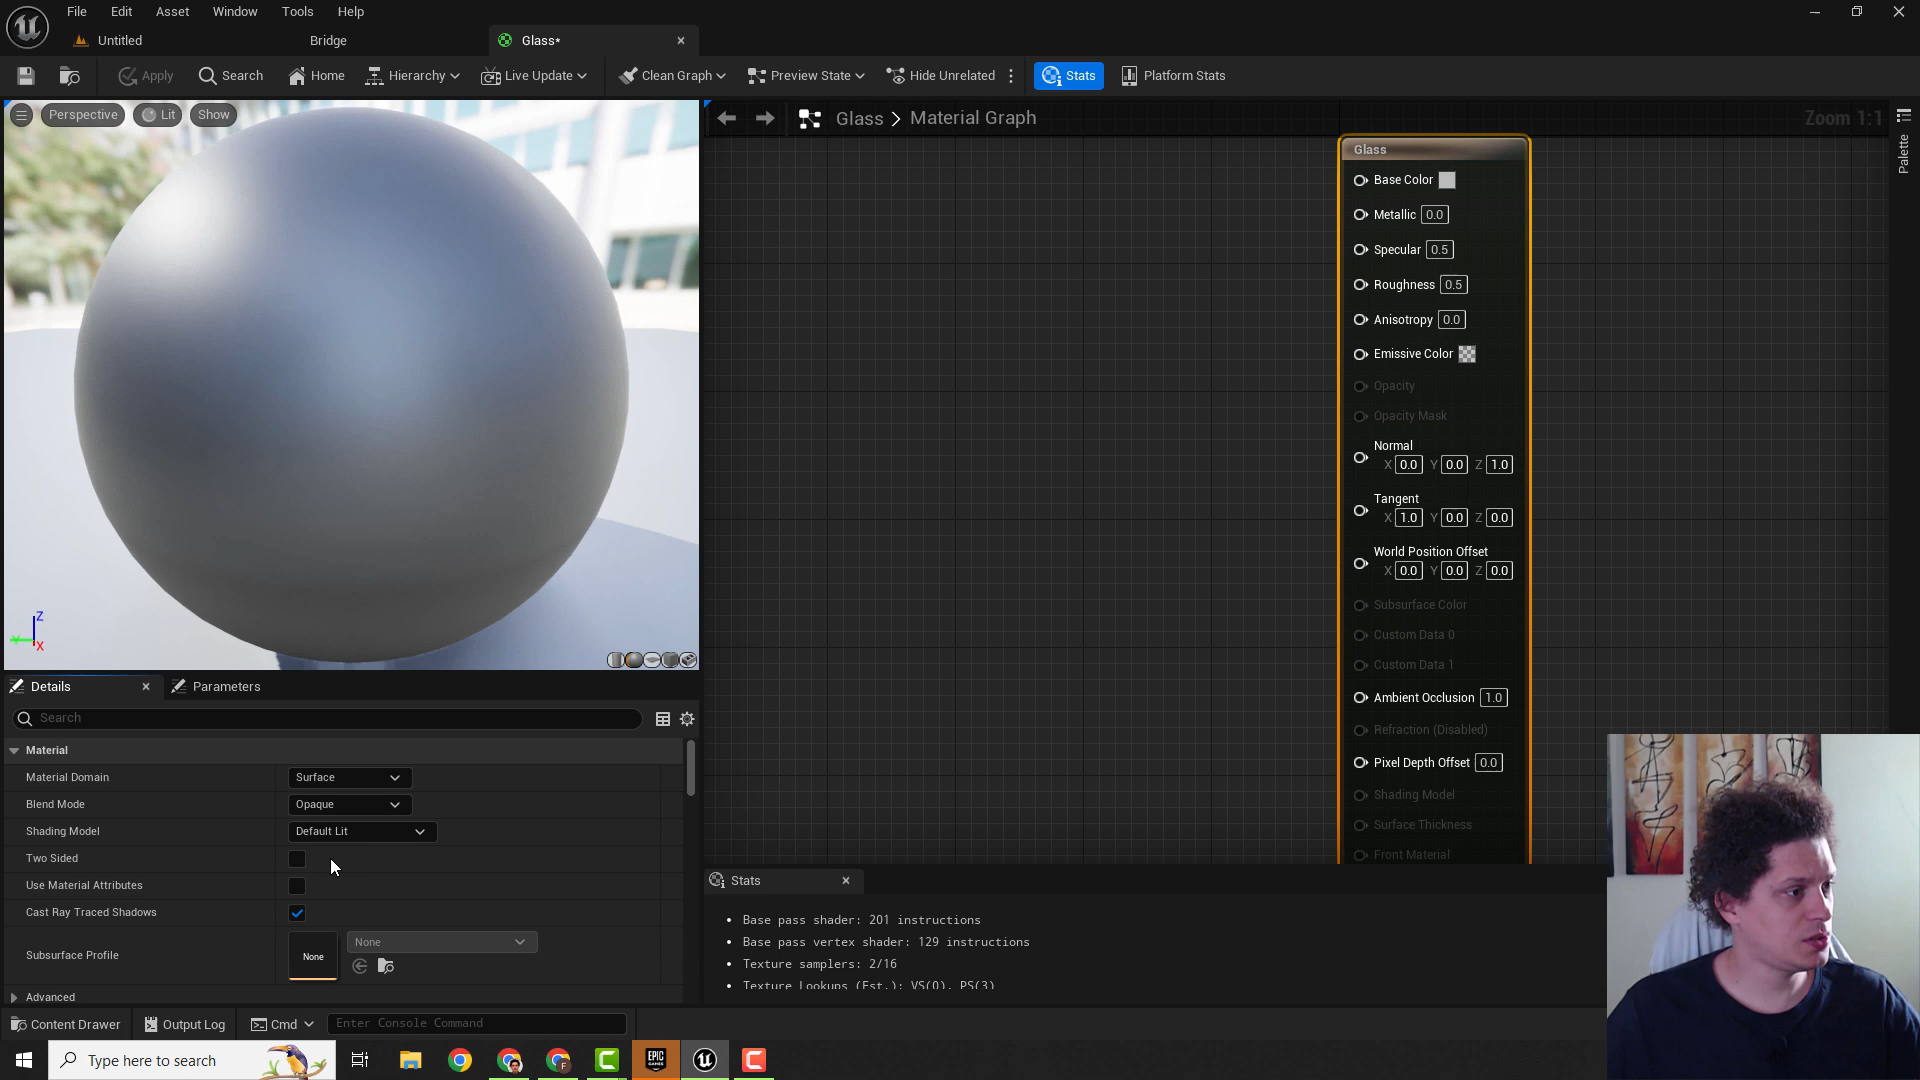 File Edit Asset Window Tools Help
Untitled Bridge Glass*
Apply Search Home Hierarchy Live Update Clean Graph Preview State Hide Unrelated Stats Platform Stats
Perspective Lit Show
Glass > Material Graph Zoom 1:1
Palette
Glass
Base Color
Metallic 0.0
Specular 0.5
Roughness 0.5
Anisotropy 0.0
Emissive Color
Opacity
Opacity Mask
Normal
X 0.0 Y 0.0 Z 1.0
Tangent
X 1.0 Y 0.0 Z 0.0
World Position Offset
X 0.0 Y 0.0 Z 0.0
Subsurface Color
Custom Data 0
Custom Data 1
Ambient Occlusion 1.0
Refraction (Disabled)
Pixel Depth Offset 0.0
Shading Model
Surface Thickness
Front Material
Z
Y
X
Details Parameters
Search
Material
Material Domain Surface
Blend Mode Opaque
Shading Model Default Lit
Two Sided
Use Material Attributes
Cast Ray Traced Shadows
Subsurface Profile None None
Advanced
Stats
• Base pass shader: 201 instructions
• Base pass vertex shader: 129 instructions
• Texture samplers: 2/16
• Texture Lookups (Est.): VS(0), PS(3)
Content Drawer Output Log Cmd Enter Console Command
Type here to search
EPIC GAMES